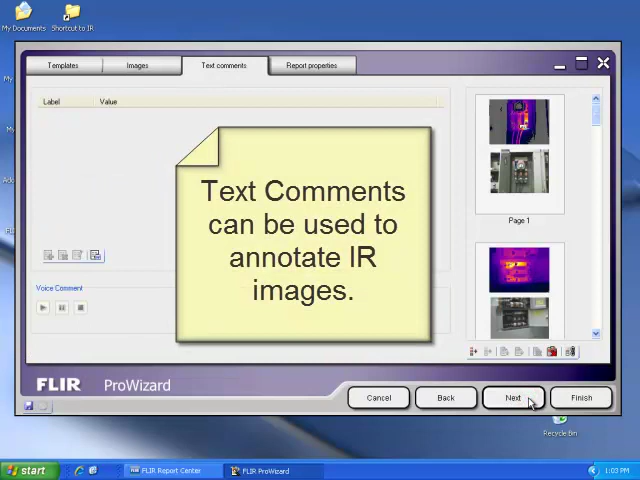 My Documents
Shortcut to IR
Templates
Images
Text comments
Report properties
Label
Value
Text Comments
can be used to
annotate IR
images.
Page 1
Voice Comment
FLIR
ProWizard
Cancel
Back
Next
Finish
Recycle Bin
start
FLIR Report Center
FLIR ProWizard
1:03 PM